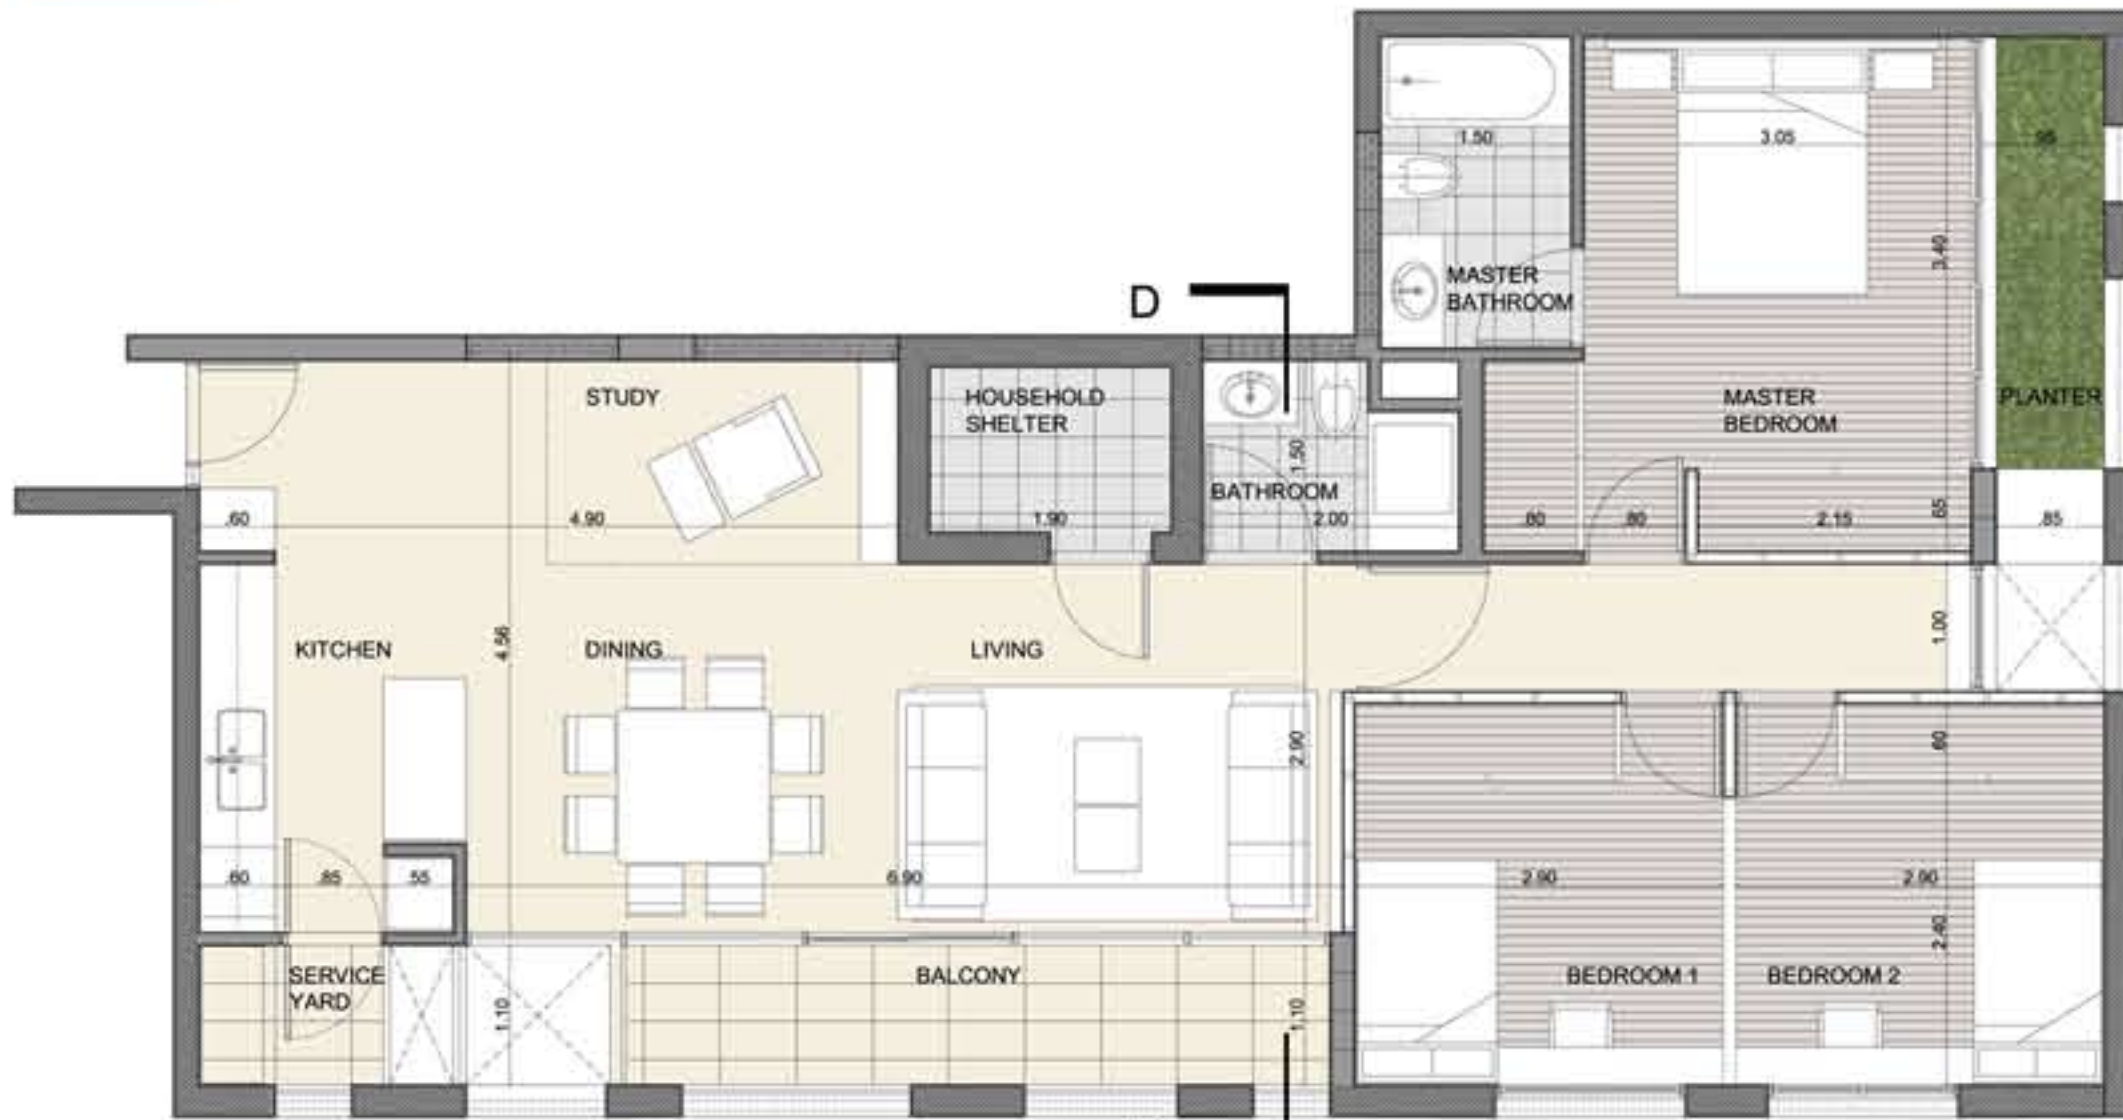 1.50
3.05
.95
3.40
MASTER
BATHROOM
D
STUDY
HOUSEHOLD
SHELTER
MASTER
BEDROOM
PLANTER
1.50
BATHROOM
.60
4.90
1.90
2.00
.80
.80
2.15
.65
.85
KITCHEN
4.56
DINING
LIVING
1.00
2.90
.60
.60
.85
.55
6.90
2.90
2.90
2.40
SERVICE
YARD
1.10
BALCONY
1.10
BEDROOM 1
BEDROOM 2